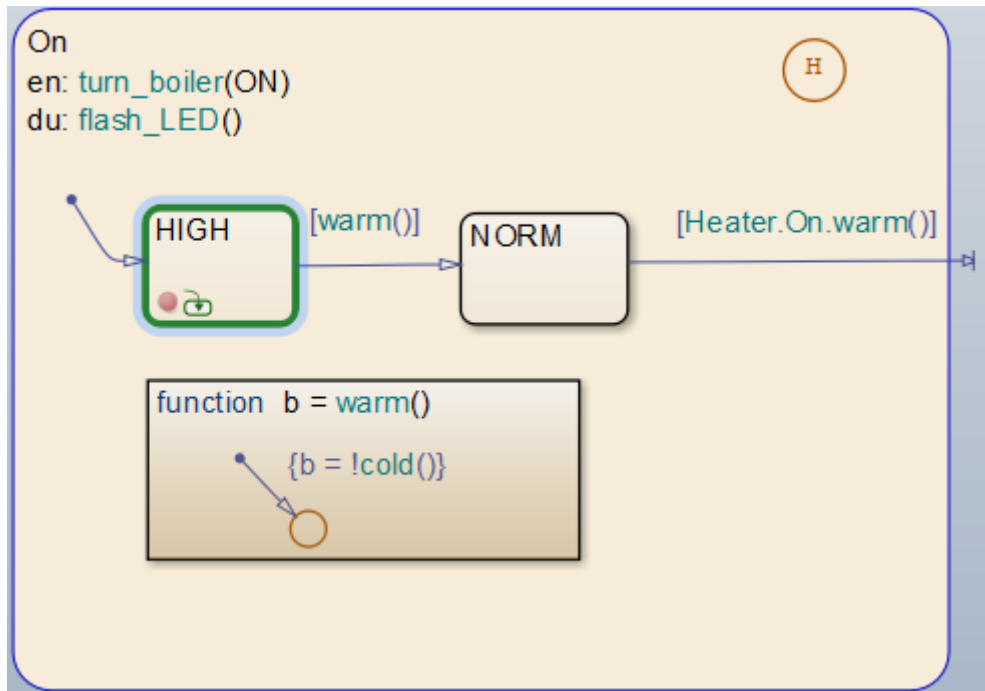 On
en: turn_boiler(ON)
du: flash_LED()
H
HIGH
[warm()]
NORM
[Heater.On.warm()]
function b = warm()
{b = !cold()}